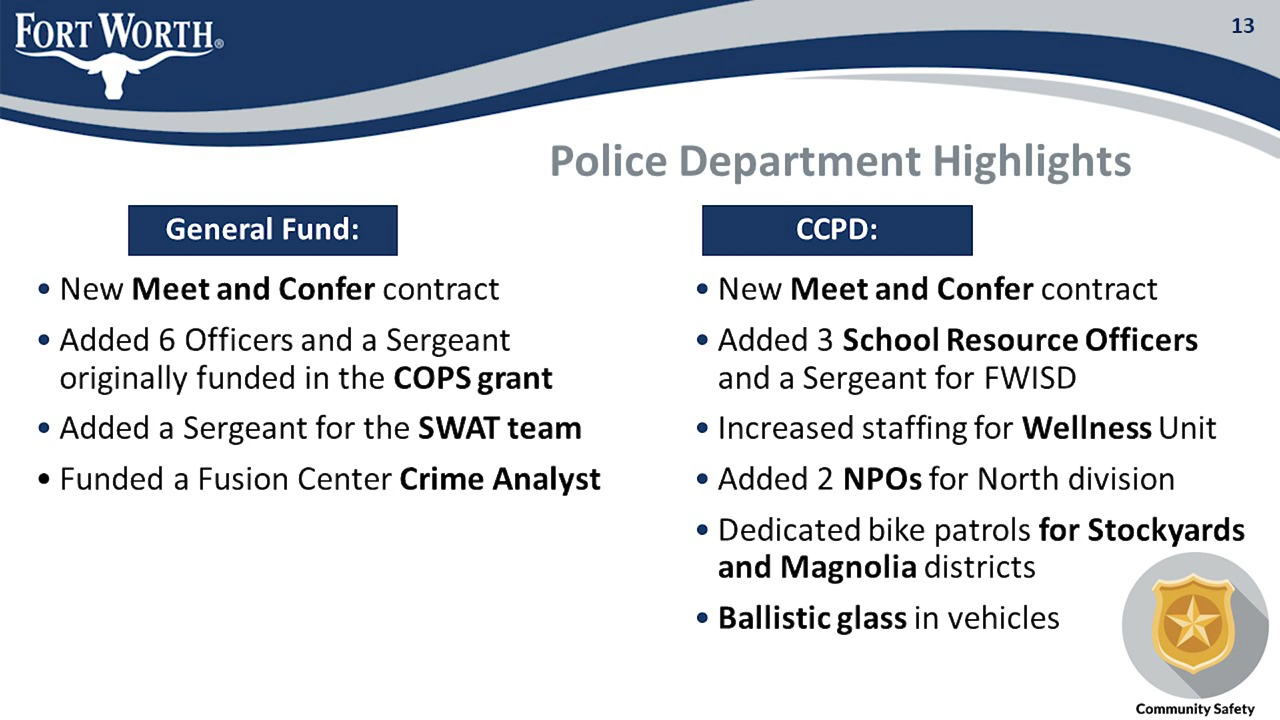 FORT WORTH®
13
Police Department Highlights
General Fund:
• New Meet and Confer contract
• Added 6 Officers and a Sergeant
originally funded in the COPS grant
• Added a Sergeant for the SWAT team
• Funded a Fusion Center Crime Analyst
CCPD:
• New Meet and Confer contract
• Added 3 School Resource Officers
and a Sergeant for FWISD
• Increased staffing for Wellness Unit
• Added 2 NPOs for North division
• Dedicated bike patrols for Stockyards
and Magnolia districts
• Ballistic glass in vehicles
Community Safety